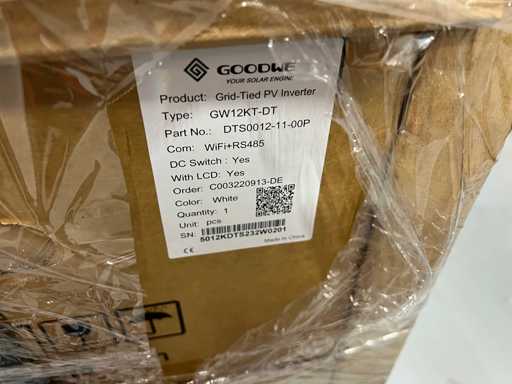 GOODWE
YOUR SOLAR ENGINE
Product: Grid-Tied PV Inverter
Type: GW12KT-DT
Part No.: DTS0012-11-00P
Com: WiFi+RS485
DC Switch : Yes
With LCD: Yes
Order: C003220913-DE
Color: White
Quantity: 1
Unit: pcs
SN: 5012KDTS232W0201
CE Made In China